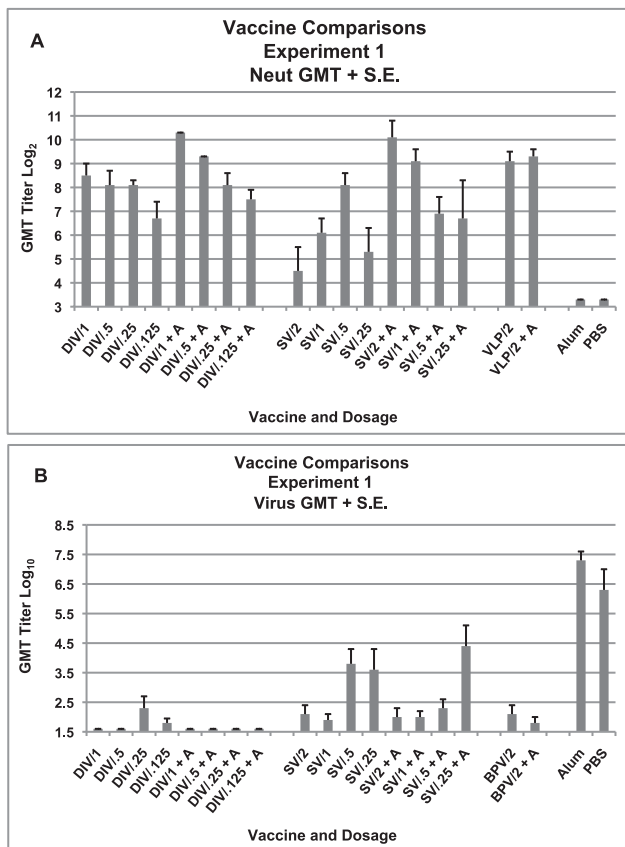 A
Vaccine Comparisons
Experiment 1
Neut GMT + S.E.
GMT Titer Log2
12
11
10
9
8
7
6
5
4
3
DIV/1
DIV/.5
DIV/.25
DIV/.125
DIV/1 + A
DIV/.5 + A
DIV/.25 + A
DIV/.125 + A
SV/2
SV/1
SV/.5
SV/.25
SV/2 + A
SV/1 + A
SV/.5 + A
SV/.25 + A
VLP/2
VLP/2 + A
Alum
PBS
Vaccine and Dosage
B
Vaccine Comparisons
Experiment 1
Virus GMT + S.E.
GMT Titer Log10
8.5
7.5
6.5
5.5
4.5
3.5
2.5
1.5
DIV/1
DIV/.5
DIV/.25
DIV/.125
DIV/1 + A
DIV/.5 + A
DIV/.25 + A
DIV/.125 + A
SV/2
SV/1
SV/.5
SV/.25
SV/2 + A
SV/1 + A
SV/.5 + A
SV/.25 + A
BPV/2
BPV/2 + A
Alum
PBS
Vaccine and Dosage